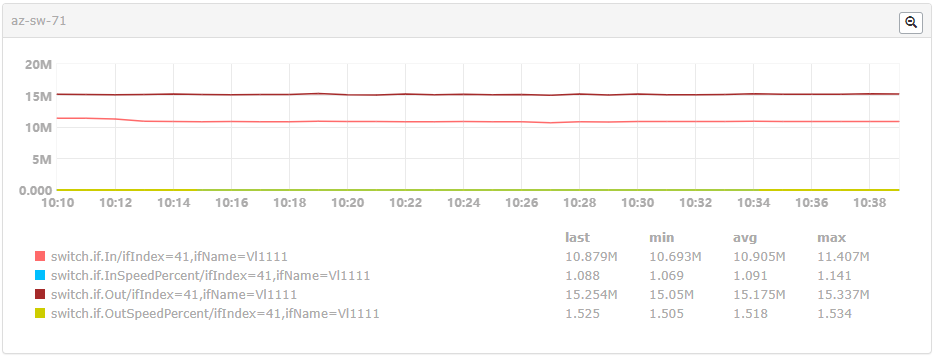 az-sw-71
20M
15M
10M
5M
0.000
10:10 10:12 10:14 10:16 10:18 10:20 10:22 10:24 10:26 10:28 10:30 10:32 10:34 10:36 10:38
last min avg max
switch.if.In/ifIndex=41,ifName=Vl1111 10.879M 10.693M 10.905M 11.407M
switch.if.InSpeedPercent/ifIndex=41,ifName=Vl1111 1.088 1.069 1.091 1.141
switch.if.Out/ifIndex=41,ifName=Vl1111 15.254M 15.05M 15.175M 15.337M
switch.if.OutSpeedPercent/ifIndex=41,ifName=Vl1111 1.525 1.505 1.518 1.534